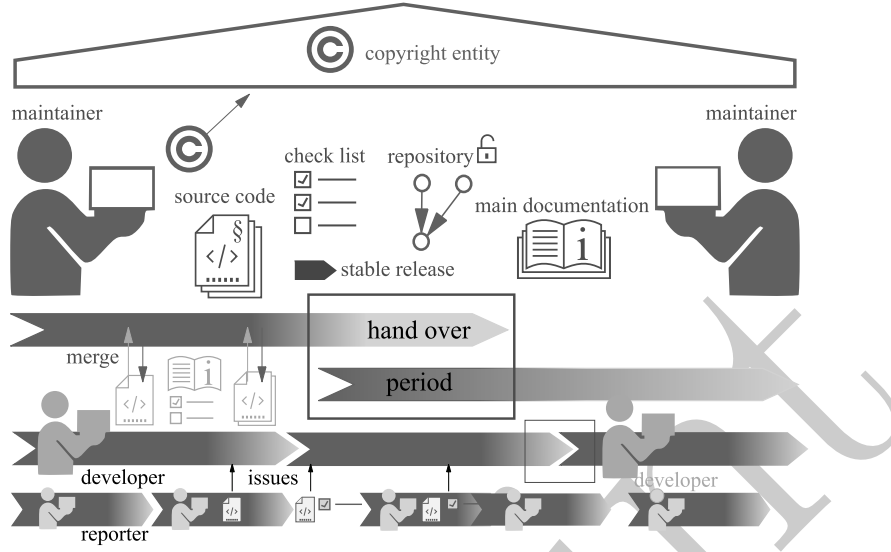 © copyright entity
maintainer
maintainer
©
check list
repository
source code
§
</>
main documentation
i
stable release
hand over
merge
period
i
</>
</>
developer
issues
developer
</>
</>
</>
reporter